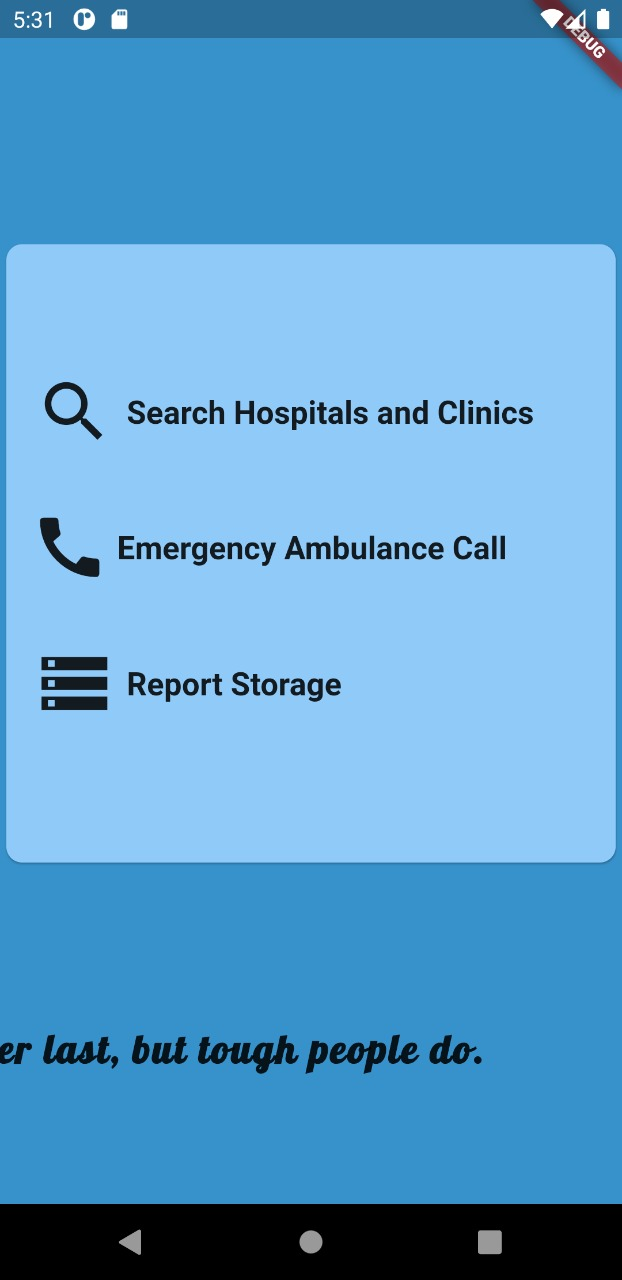 5:31
DEBUG
Search Hospitals and Clinics
Emergency Ambulance Call
Report Storage
er last, but tough people do.